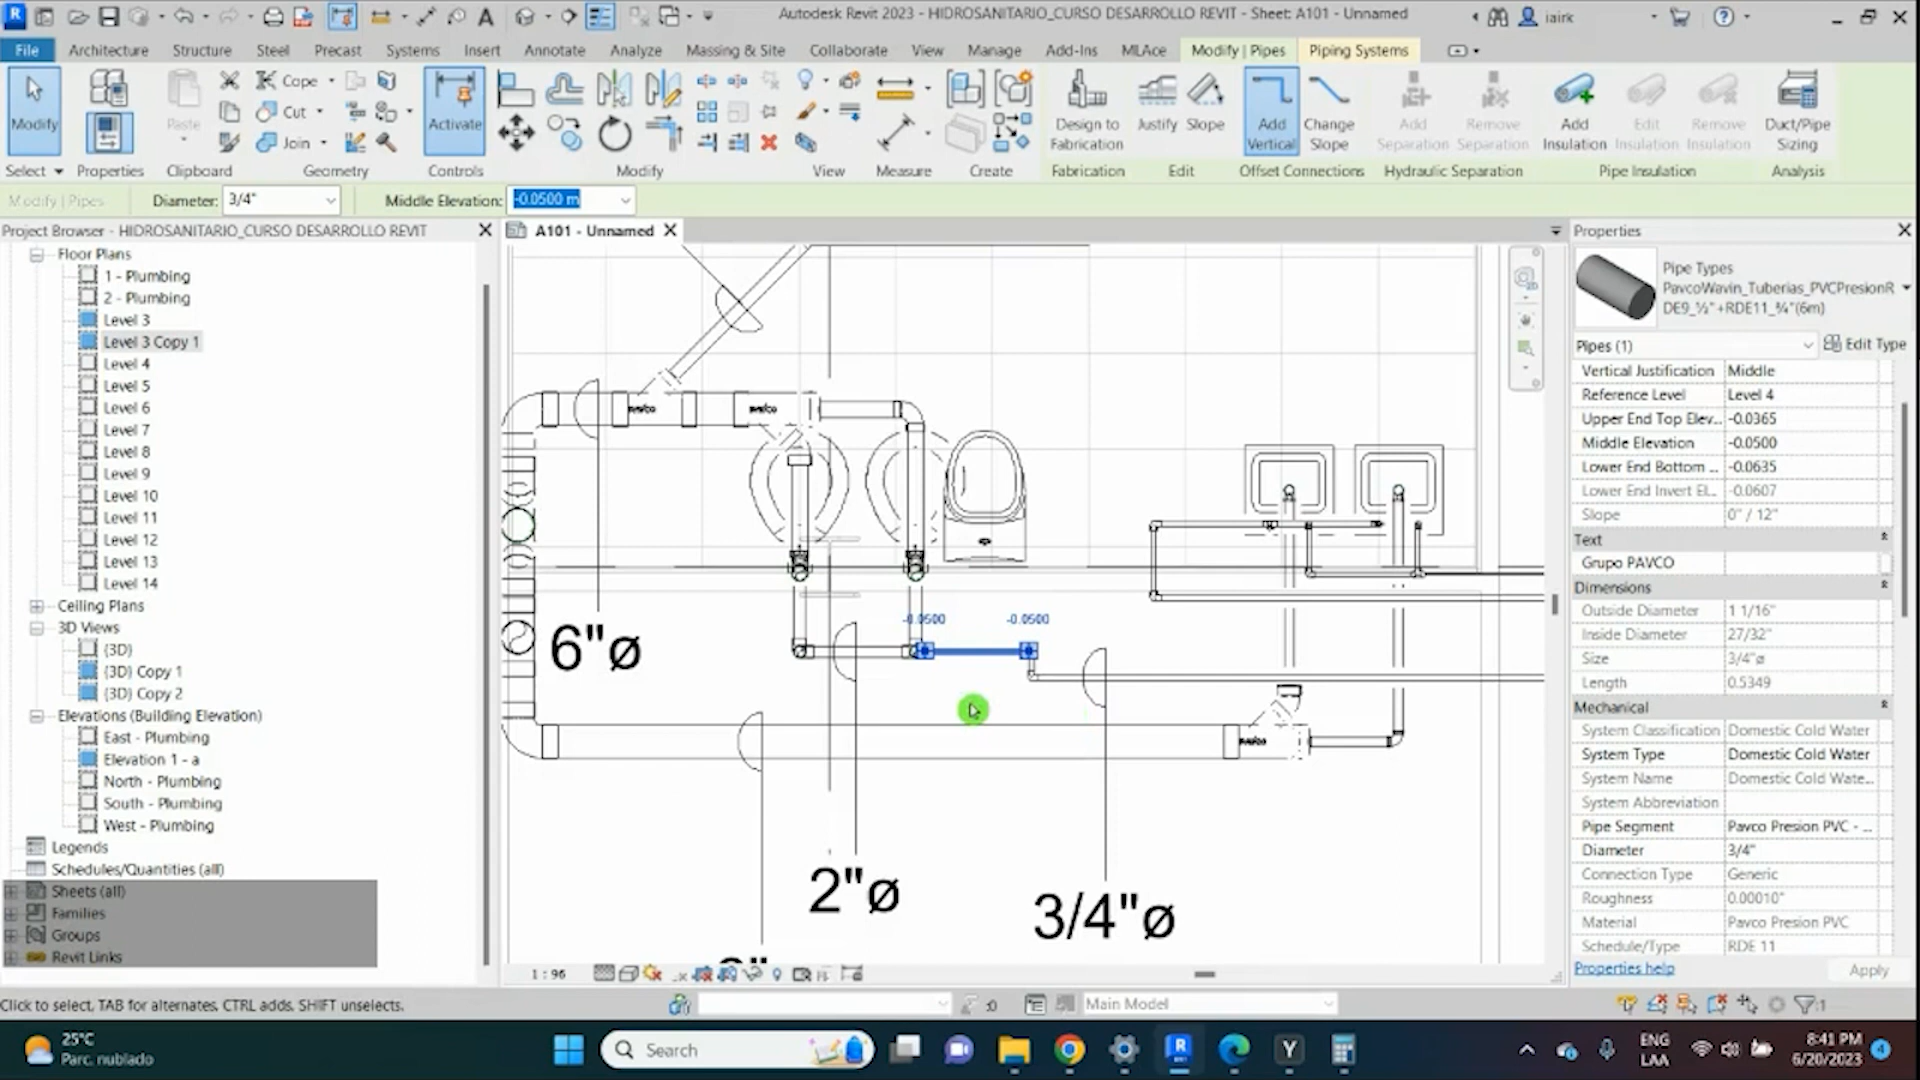 Autodesk Revit 2023 - HIDROSANITARIO_CURSO DESARROLLO REVIT - Sheet: A101 - Unnamed
iairk
File
Architecture
Structure
Steel
Precast
Systems
Insert
Annotate
Analyze
Massing & Site
Collaborate
View
Manage
Add-Ins
MLAce
Modify | Pipes
Piping Systems
Modify
Paste
Cope
Cut
Join
Activate
Design to
Fabrication
Justify
Slope
Add
Vertical
Change
Slope
Add
Separation
Remove
Separation
Add
Insulation
Edit
Insulation
Remove
Insulation
Duct/Pipe
Sizing
Select
Properties
Clipboard
Geometry
Controls
Modify
View
Measure
Create
Fabrication
Edit
Offset Connections
Hydraulic Separation
Pipe Insulation
Analysis
Modify | Pipes
Diameter: 3/4"
Middle Elevation: -0.0500 m
Project Browser - HIDROSANITARIO_CURSO DESARROLLO REVIT
Floor Plans
1 - Plumbing
2 - Plumbing
Level 3
Level 3 Copy 1
Level 4
Level 5
Level 6
Level 7
Level 8
Level 9
Level 10
Level 11
Level 12
Level 13
Level 14
Ceiling Plans
3D Views
{3D}
{3D} Copy 1
{3D} Copy 2
Elevations (Building Elevation)
East - Plumbing
Elevation 1 - a
North - Plumbing
South - Plumbing
West - Plumbing
Legends
Schedules/Quantities (all)
Sheets (all)
Families
Groups
Revit Links
A101 - Unnamed
pavco
pavco
-0.0500
-0.0500
6"ø
pavco
2"ø
3/4"ø
1 : 96
Properties
Pipe Types
PavcoWavin_Tuberias_PVCPresionR
DE9_½"+RDE11_¾"(6m)
Pipes (1)
Edit Type
Vertical Justification Middle
Reference Level Level 4
Upper End Top Elev... -0.0365
Middle Elevation -0.0500
Lower End Bottom ... -0.0635
Lower End Invert El... -0.0607
Slope 0" / 12"
Text
Grupo PAVCO
Dimensions
Outside Diameter 1 1/16"
Inside Diameter 27/32"
Size 3/4"ø
Length 0.5349
Mechanical
System Classification Domestic Cold Water
System Type Domestic Cold Water
System Name Domestic Cold Wate...
System Abbreviation
Pipe Segment Pavco Presion PVC - ...
Diameter 3/4"
Connection Type Generic
Roughness 0.00010"
Material Pavco Presion PVC
Schedule/Type RDE 11
Properties help
Apply
Click to select, TAB for alternates, CTRL adds, SHIFT unselects.
:0
Main Model
:1
25°C
Parc. nublado
Search
ENG
LAA
8:41 PM
6/20/2023
4